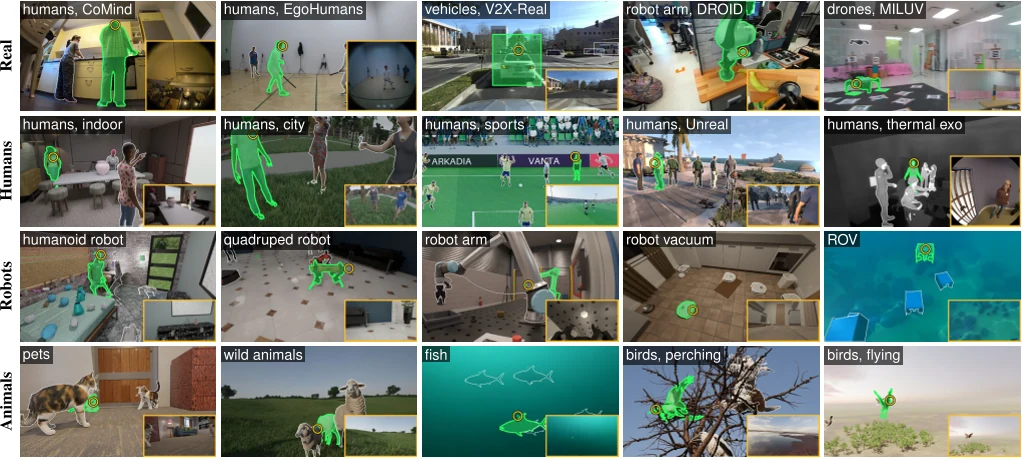 Real
humans, CoMind
humans, EgoHumans
vehicles, V2X-Real
robot arm, DROID
drones, MILUV
Humans
humans, indoor
humans, city
humans, sports
humans, Unreal
humans, thermal exo
ARKADIA
VANTA
Robots
humanoid robot
quadruped robot
robot arm
robot vacuum
ROV
Animals
pets
wild animals
fish
birds, perching
birds, flying